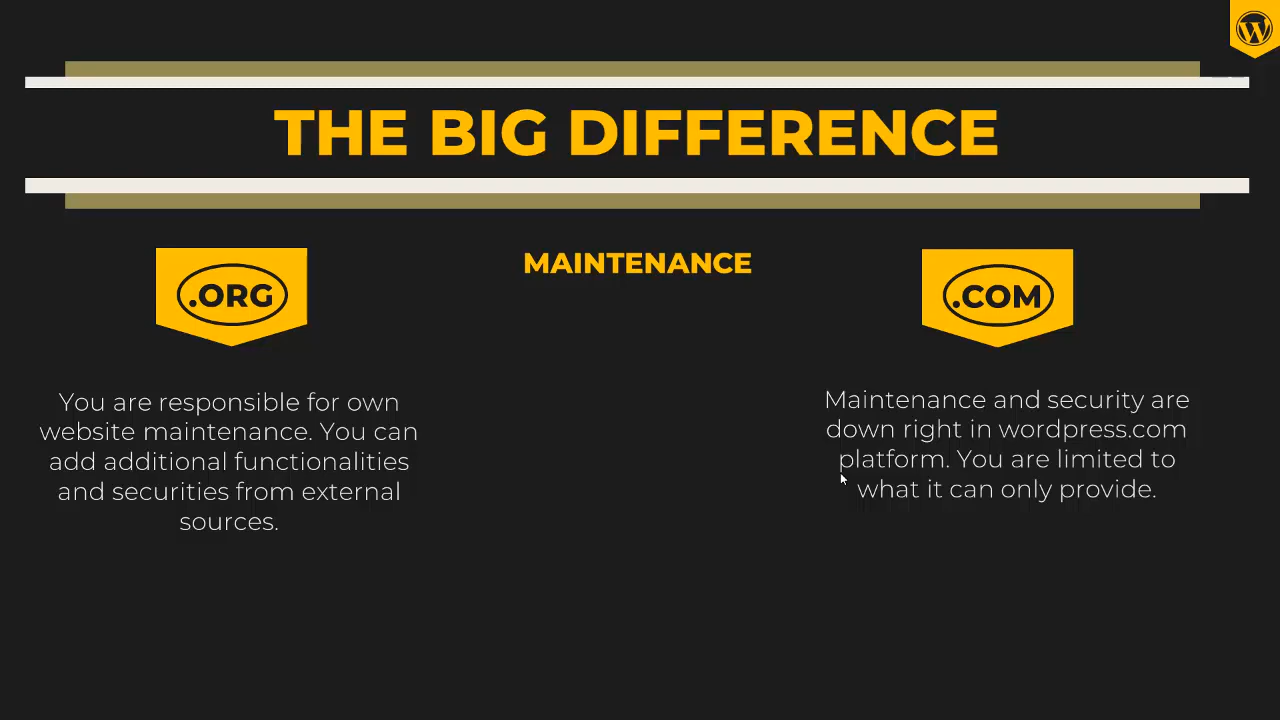 THE BIG DIFFERENCE
MAINTENANCE
.ORG
You are responsible for own
website maintenance. You can
add additional functionalities
and securities from external
sources.
.COM
Maintenance and security are
down right in wordpress.com
platform. You are limited to
what it can only provide.